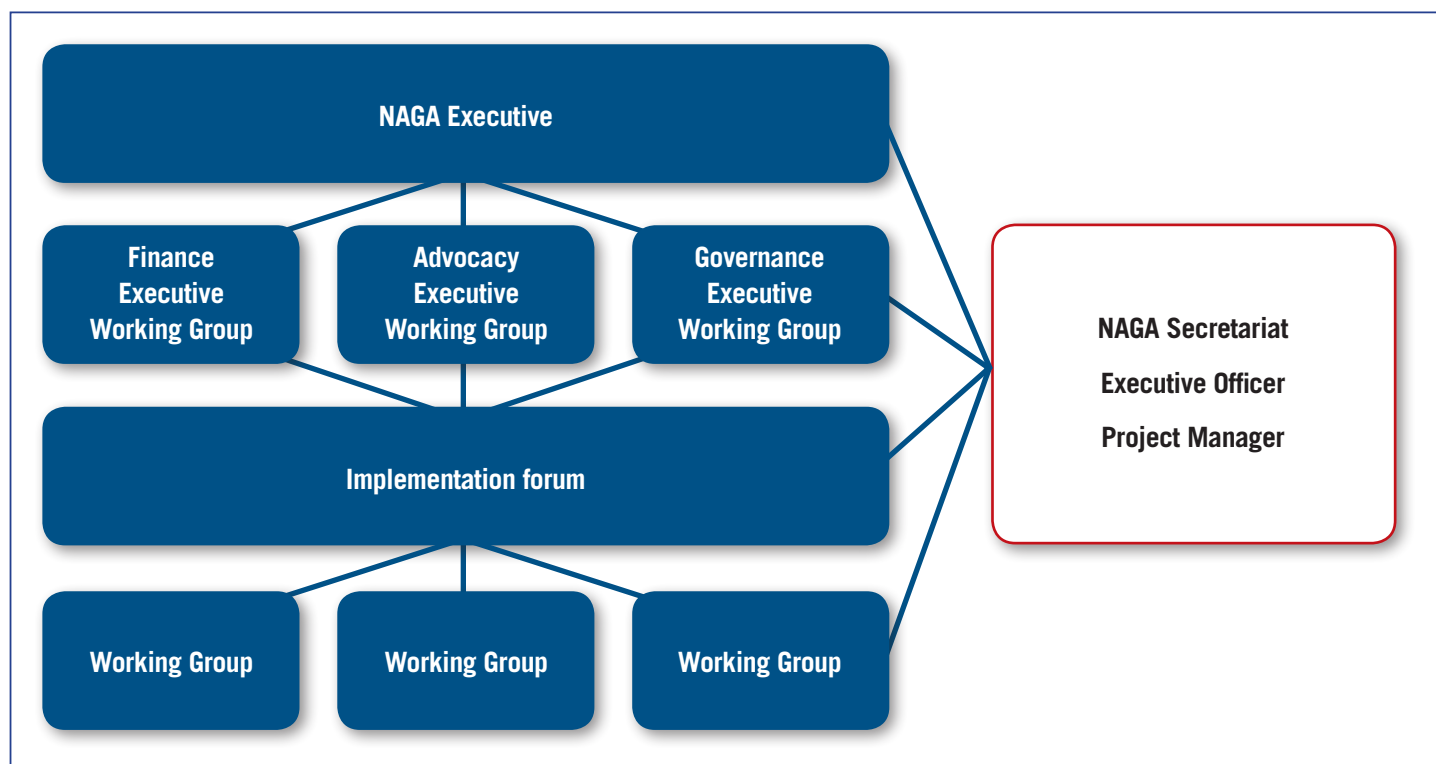 NAGA Executive
Finance
Executive
Working Group
Advocacy
Executive
Working Group
Governance
Executive
Working Group
NAGA Secretariat
Executive Officer
Project Manager
Implementation forum
Working Group
Working Group
Working Group